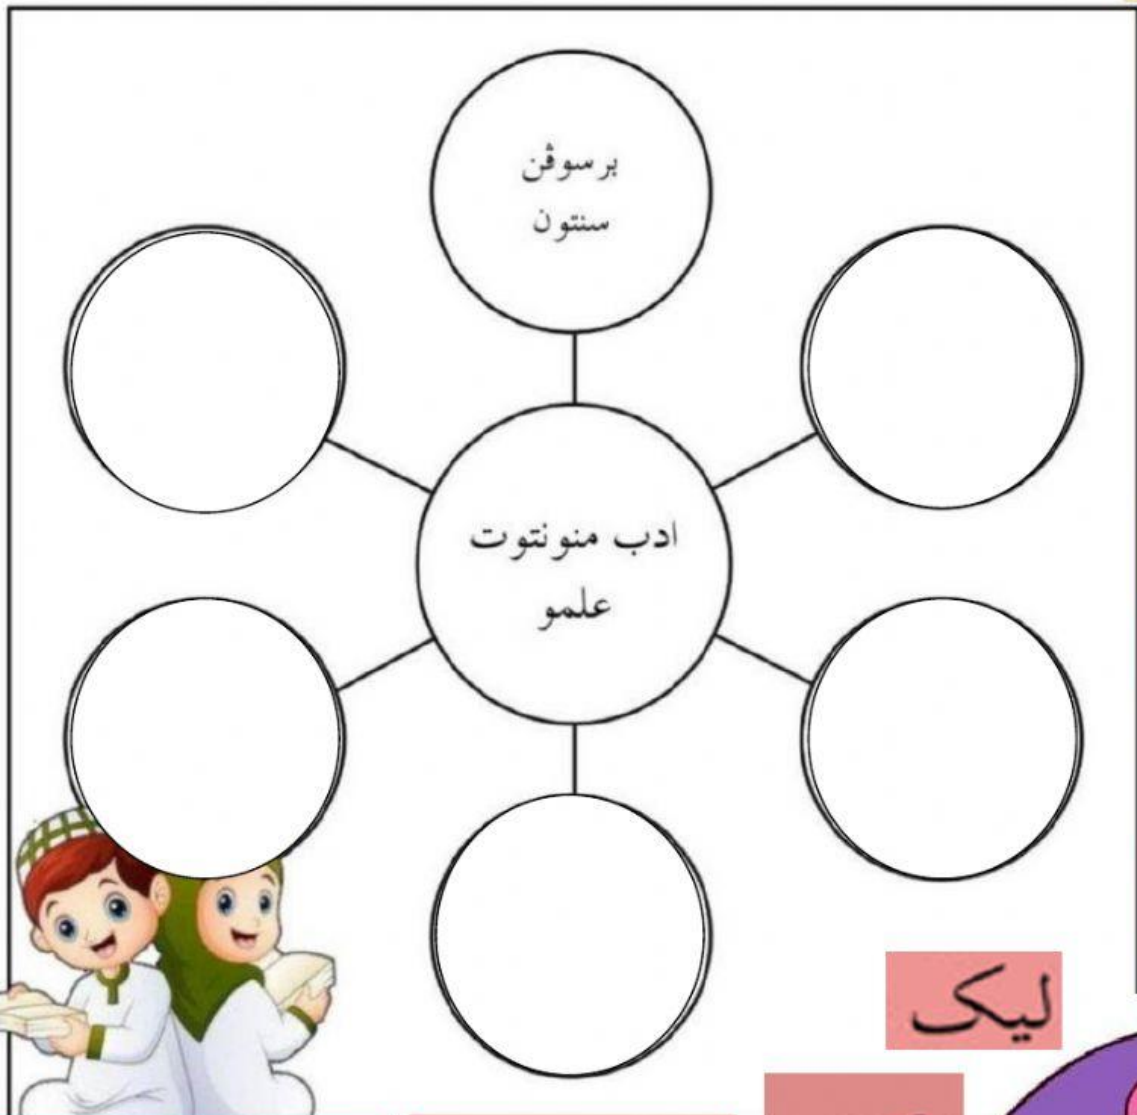 برسوڤن
سنتون
ادب منونتوت
علمو
ليک